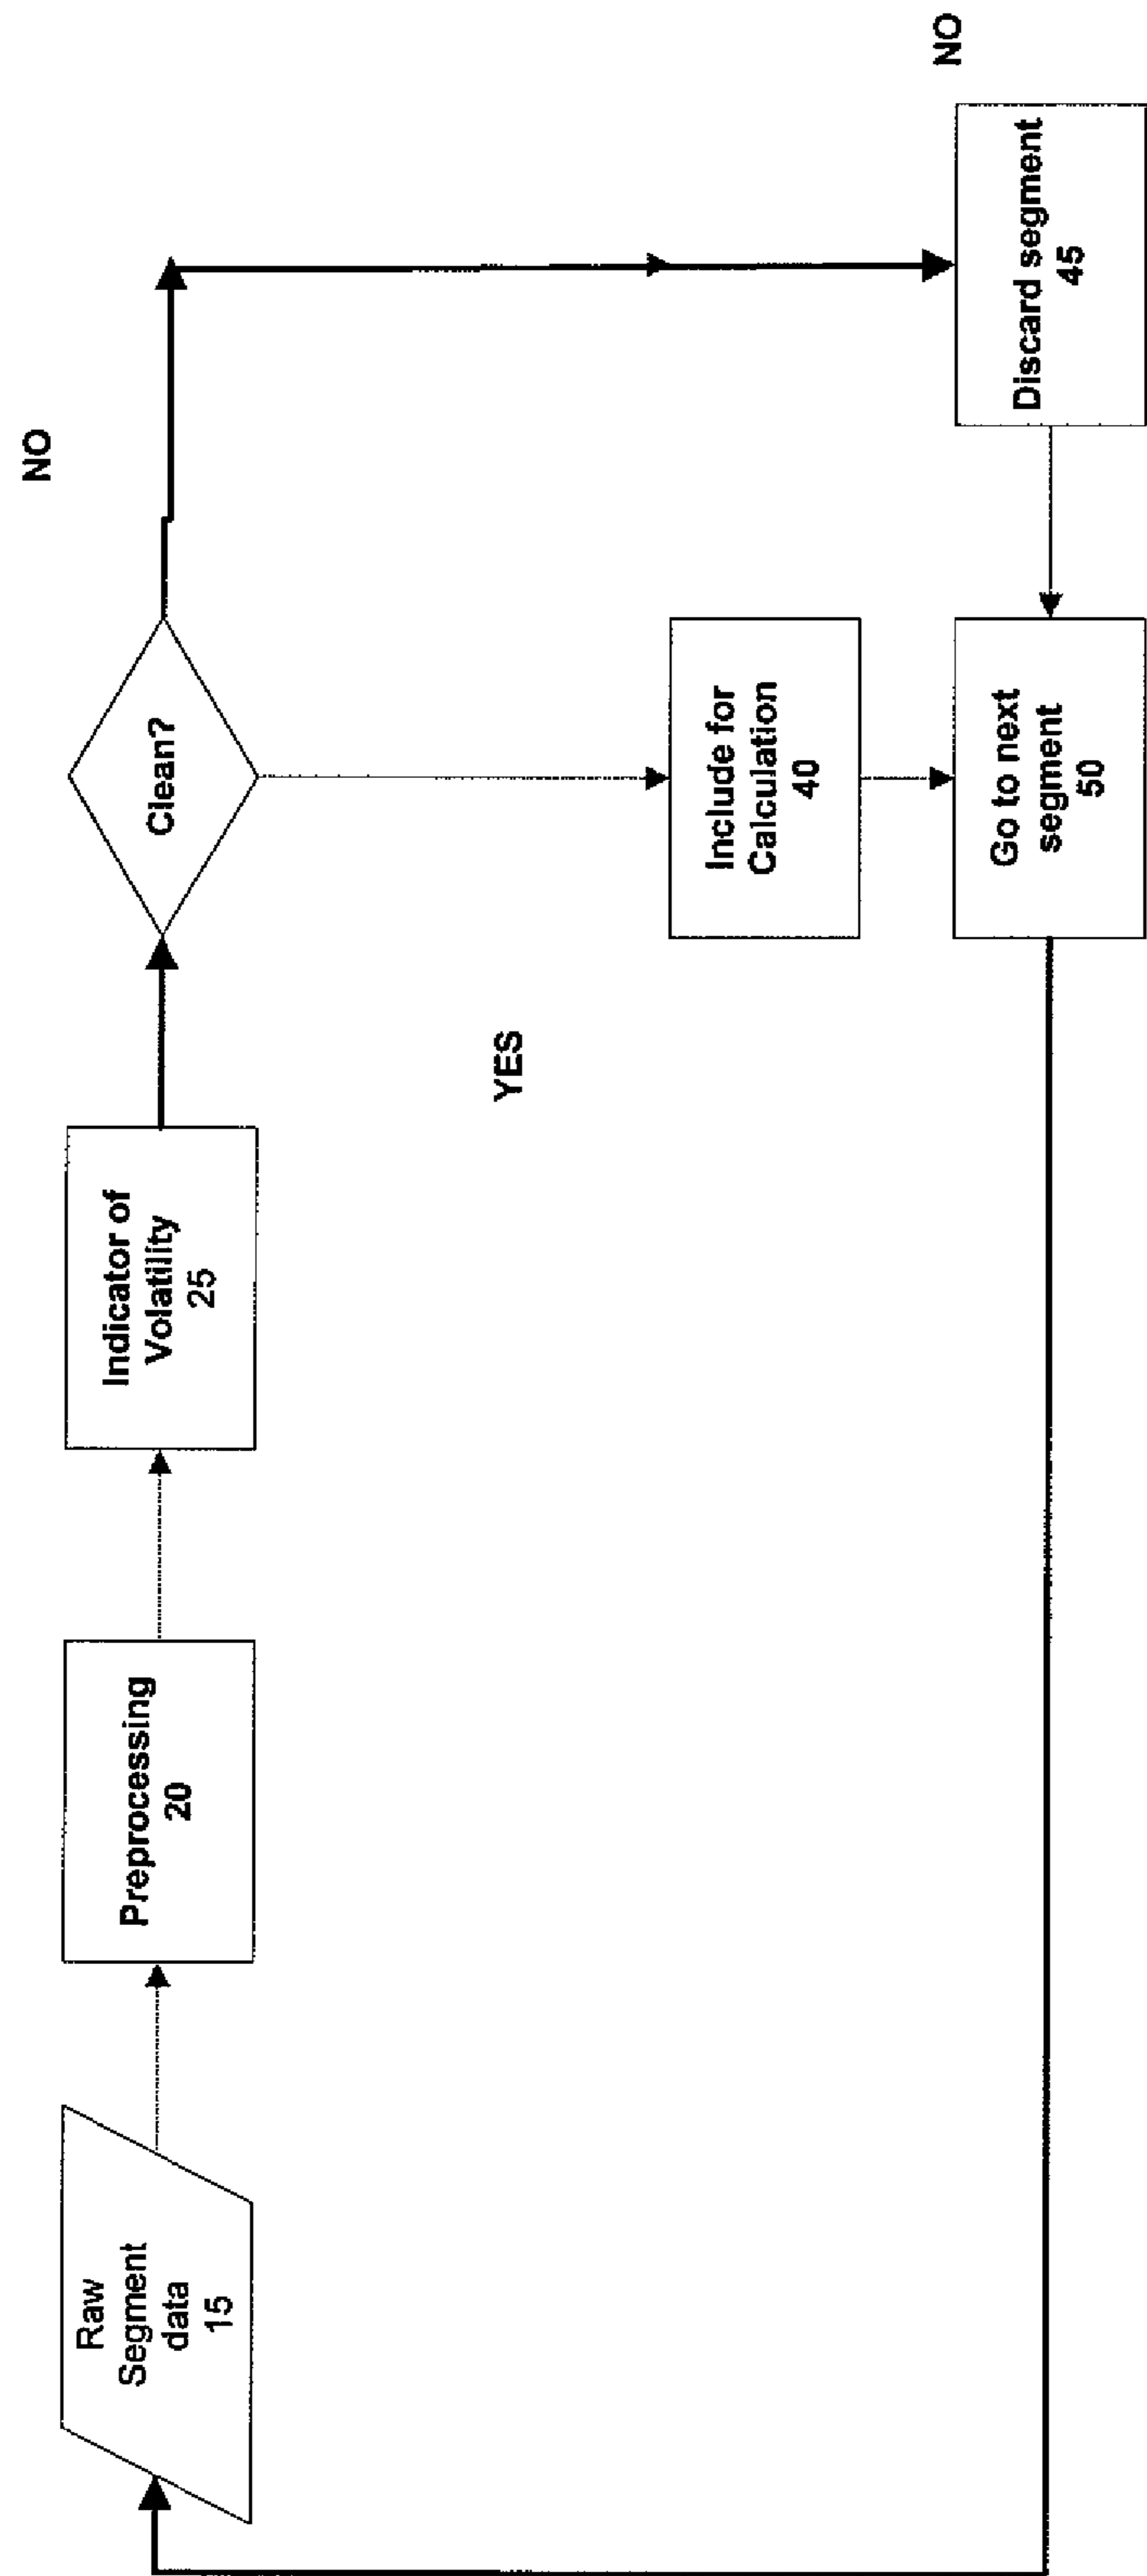 Raw
Segment
data
15
Preprocessing
20
Indicator of
Volatility
25
Clean?
NO
YES
Include for
Calculation
40
Go to next
segment
50
Discard segment
45
NO